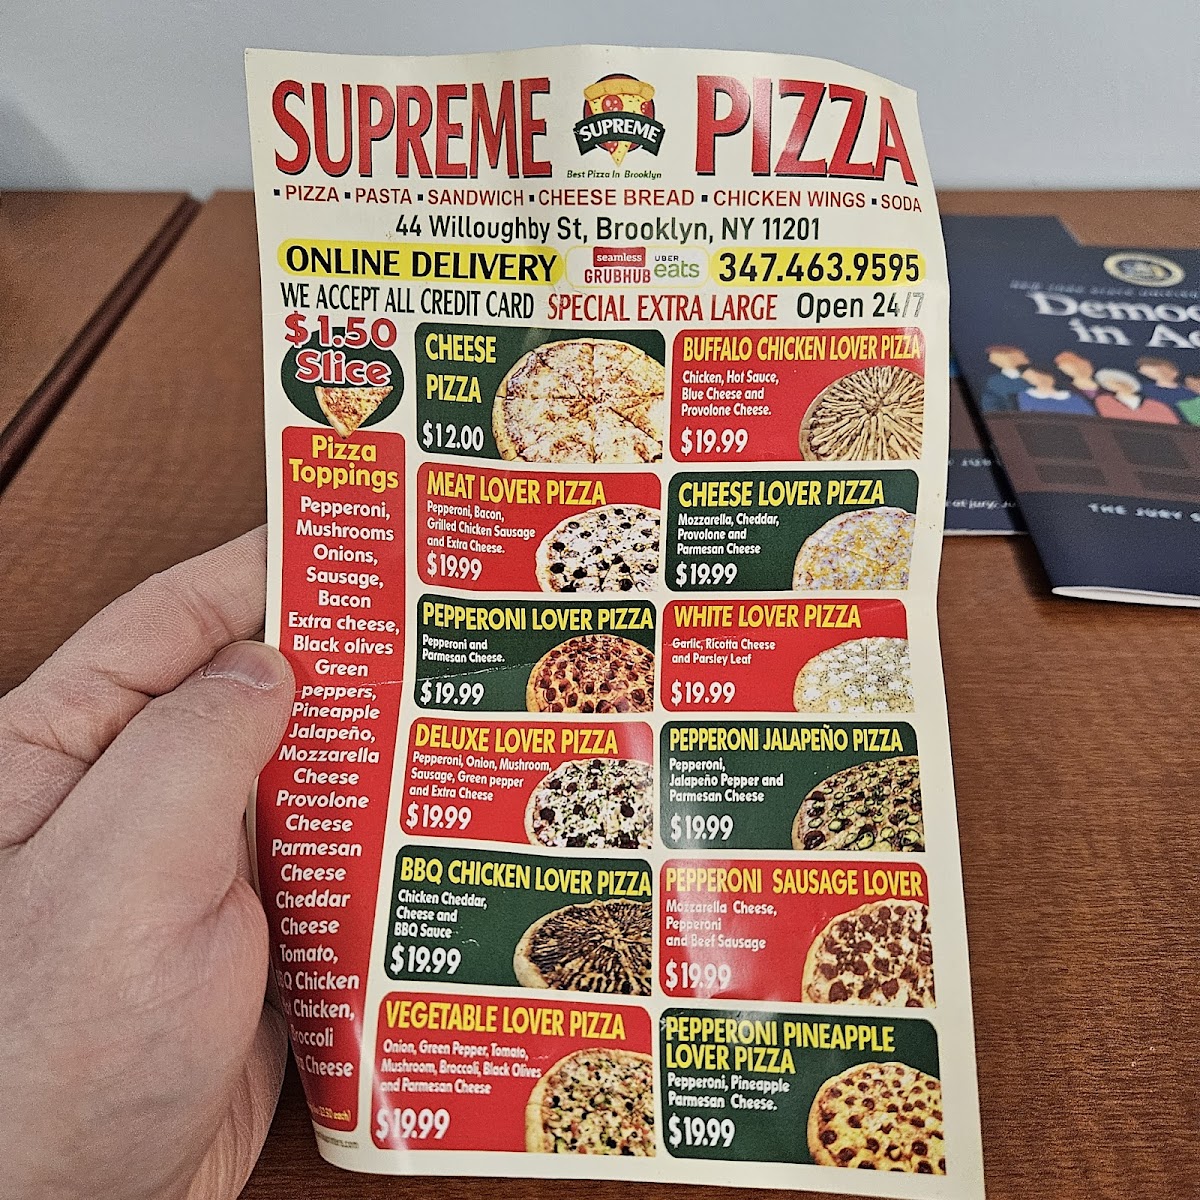 SUPREME PIZZA
SUPREME
Best Pizza In Brooklyn
▪ PIZZA ▪ PASTA ▪ SANDWICH ▪ CHEESE BREAD ▪ CHICKEN WINGS ▪ SODA
44 Willoughby St, Brooklyn, NY 11201
ONLINE DELIVERY seamless GRUBHUB UBER eats 347.463.9595
WE ACCEPT ALL CREDIT CARD SPECIAL EXTRA LARGE Open 24/7
$1.50
Slice
Pizza
Toppings
Pepperoni,
Mushrooms
Onions,
Sausage,
Bacon
Extra cheese,
Black olives
Green
peppers,
Pineapple
Jalapeño,
Mozzarella
Cheese
Provolone
Cheese
Parmesan
Cheese
Cheddar
Cheese
Tomato,
Chicken
Chicken,
Cheese
each)
CHEESE
PIZZA
$12.00
BUFFALO CHICKEN LOVER PIZZA
Chicken, Hot Sauce,
Blue Cheese and
Provolone Cheese.
$19.99
MEAT LOVER PIZZA
Pepperoni, Bacon,
Grilled Chicken Sausage
and Extra Cheese.
$19.99
CHEESE LOVER PIZZA
Mozzarella, Cheddar,
Provolone and
Parmesan Cheese
$19.99
PEPPERONI LOVER PIZZA
Pepperoni and
Parmesan Cheese.
$19.99
WHITE LOVER PIZZA
Garlic, Ricotta Cheese
and Parsley Leaf
$19.99
DELUXE LOVER PIZZA
Pepperoni, Onion, Mushroom,
Sausage, Green pepper
and Extra Cheese
$19.99
PEPPERONI JALAPEÑO PIZZA
Pepperoni,
Jalapeño Pepper and
Parmesan Cheese
$19.99
BBQ CHICKEN LOVER PIZZA
Chicken Cheddar,
Cheese and
BBQ Sauce
$19.99
PEPPERONI SAUSAGE LOVER
Mozzarella Cheese,
Pepperoni
and Beef Sausage
$19.99
VEGETABLE LOVER PIZZA
Onion, Green Pepper, Tomato,
Mushroom, Broccoli, Black Olives
and Parmesan Cheese
$19.99
PEPPERONI PINEAPPLE
LOVER PIZZA
Pepperoni, Pineapple
Parmesan Cheese.
$19.99
in
THE JURY